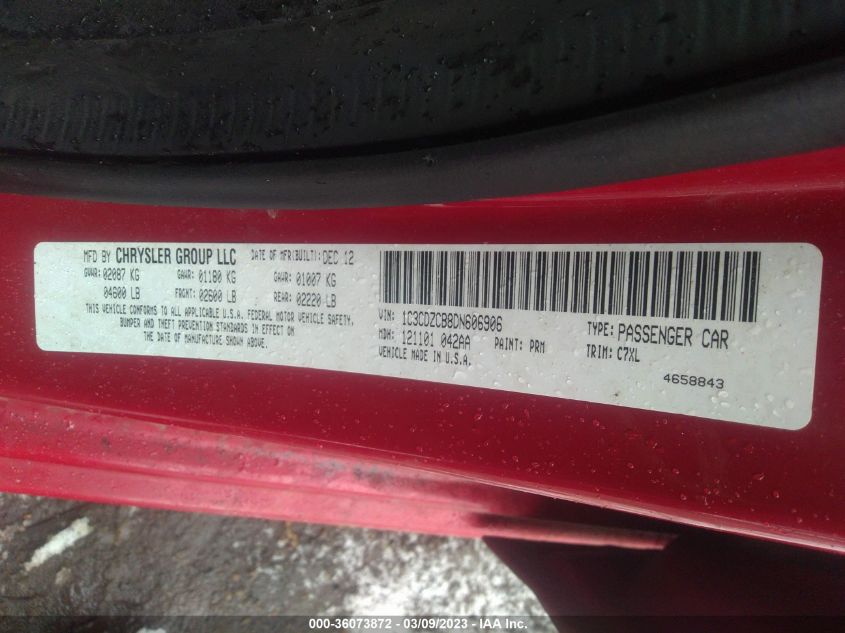 MFD BY CHRYSLER GROUP LLC DATE OF MFR(BUILT): DEC 12
GVWR: 02087 KG GAWR: 01180 KG GAWR: 01007 KG
04600 LB FRONT: 02600 LB REAR: 02220 LB
THIS VEHICLE CONFORMS TO ALL APPLICABLE U.S.A. FEDERAL MOTOR VEHICLE SAFETY,
BUMPER AND THEFT PREVENTION STANDARDS IN EFFECT ON
THE DATE OF MANUFACTURE SHOWN ABOVE.
VIN: 1C3CDZCB8DN606906 TYPE: PASSENGER CAR
MDH: 121101 042AA PAINT: PRM TRIM: C7XL
VEHICLE MADE IN U.S.A.
4658843
000-36073872 - 03/09/2023 - IAA Inc.